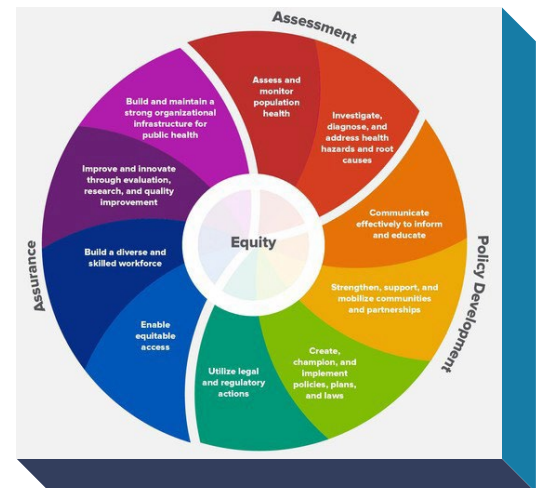 Assessment
Assess and
monitor
population
health
Investigate,
diagnose, and
address health
hazards and root
causes
Policy Development
Communicate
effectively to inform
and educate
Strengthen, support, and
mobilize communities
and partnerships
Create,
champion, and
implement
policies, plans,
and laws
Utilize legal
and regulatory
actions
Assurance
Enable
equitable
access
Build a diverse and
skilled workforce
Improve and innovate
through evaluation,
research, and quality
improvement
Build and maintain a
strong organizational
infrastructure for
public health
Equity